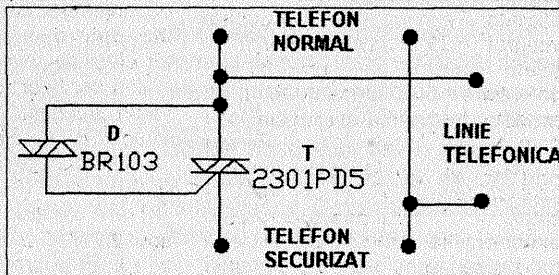 TELEFON
NORMAL
D
BR103
T
2301PD5
LINIE
TELEFONICA
TELEFON
SECURIZAT